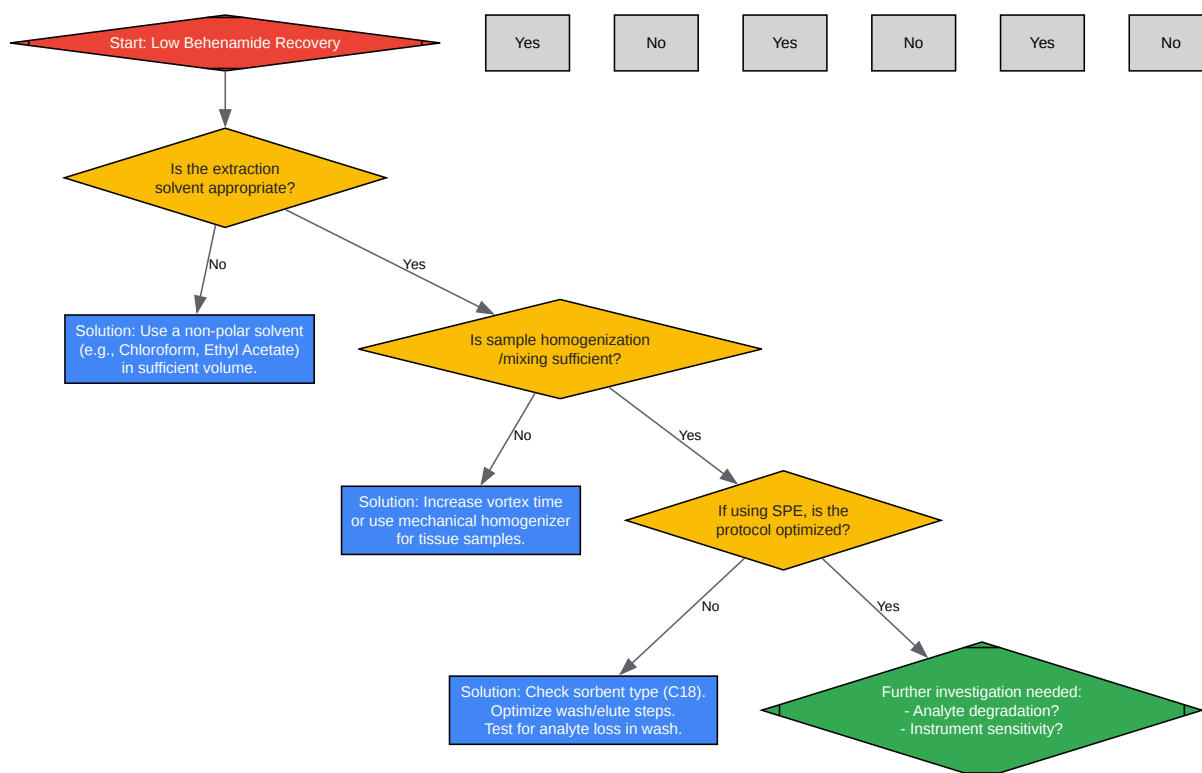 Start: Low Behenamide Recovery
Yes
No
Yes
No
Yes
No
Is the extraction
solvent appropriate?
No
Yes
Solution: Use a non-polar solvent
(e.g., Chloroform, Ethyl Acetate)
in sufficient volume.
Is sample homogenization
/mixing sufficient?
No
Yes
Solution: Increase vortex time
or use mechanical homogenizer
for tissue samples.
If using SPE, is the
protocol optimized?
No
Yes
Solution: Check sorbent type (C18).
Optimize wash/elute steps.
Test for analyte loss in wash.
Further investigation needed:
- Analyte degradation?
- Instrument sensitivity?